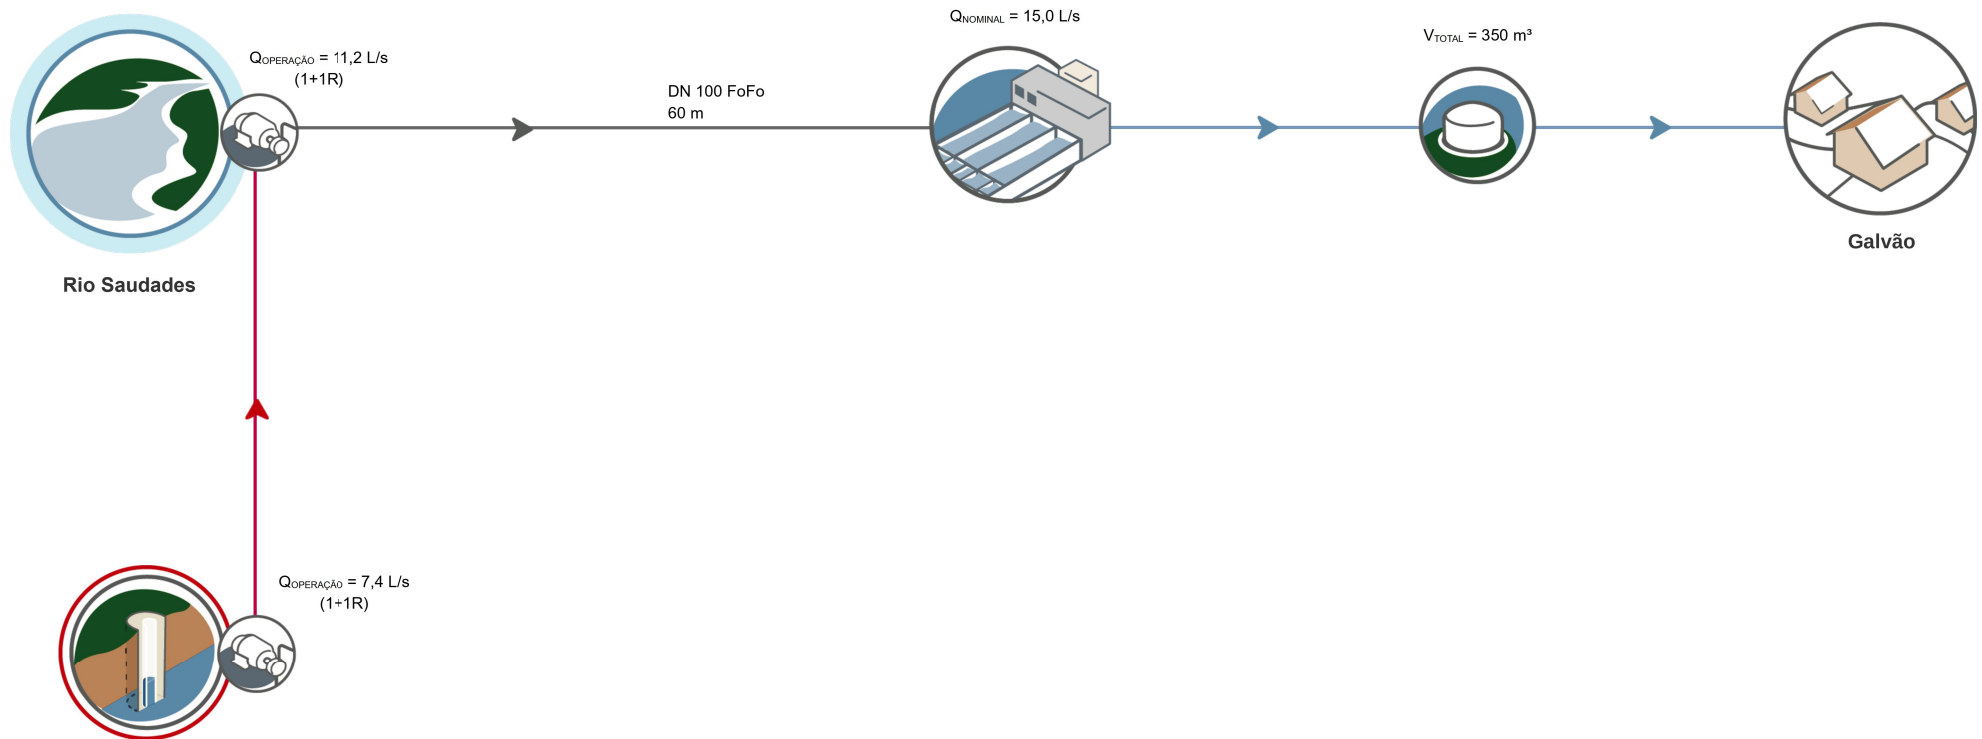 Q_NOMINAL = 15,0 L/s
Q_OPERAÇÃO = 11,2 L/s
(1+1R)
V_TOTAL = 350 m³
DN 100 FoFo
60 m
Galvão
Rio Saudades
Q_OPERAÇÃO = 7,4 L/s
(1+1R)